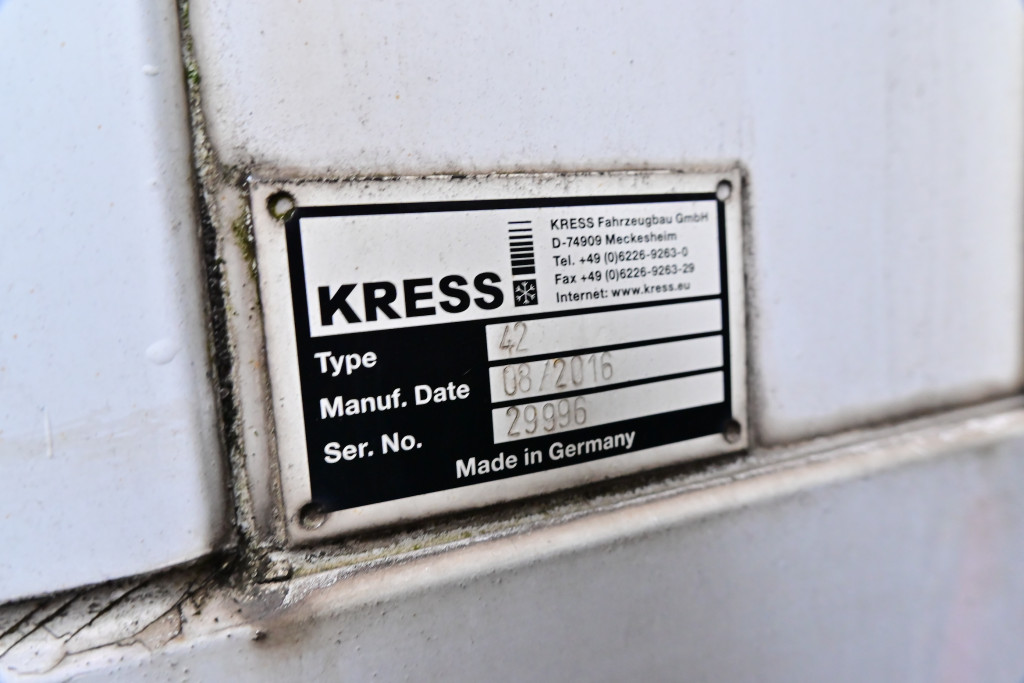 KRESS
KRESS Fahrzeugbau GmbH
D-74909 Meckesheim
Tel. +49 (0)6226-9263-0
Fax +49 (0)6226-9263-29
Internet: www.kress.eu
Type 42
Manuf. Date 08/2016
Ser. No. 29996
Made in Germany